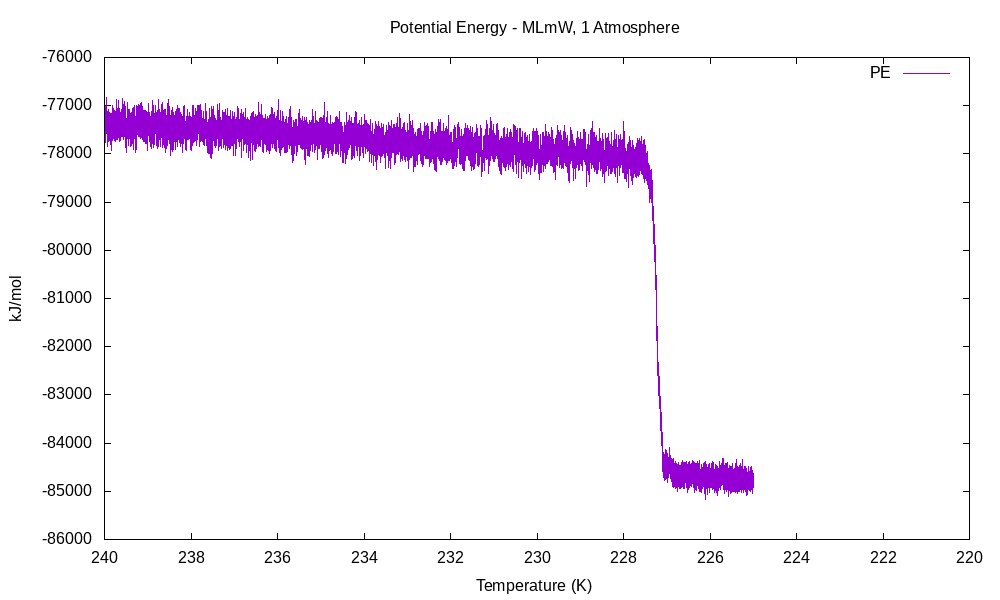 Potential Energy - MLmW, 1 Atmosphere
PE
-76000
-77000
-78000
-79000
-80000
-81000
-82000
-83000
-84000
-85000
-86000
kJ/mol
240 238 236 234 232 230 228 226 224 222 220
Temperature (K)